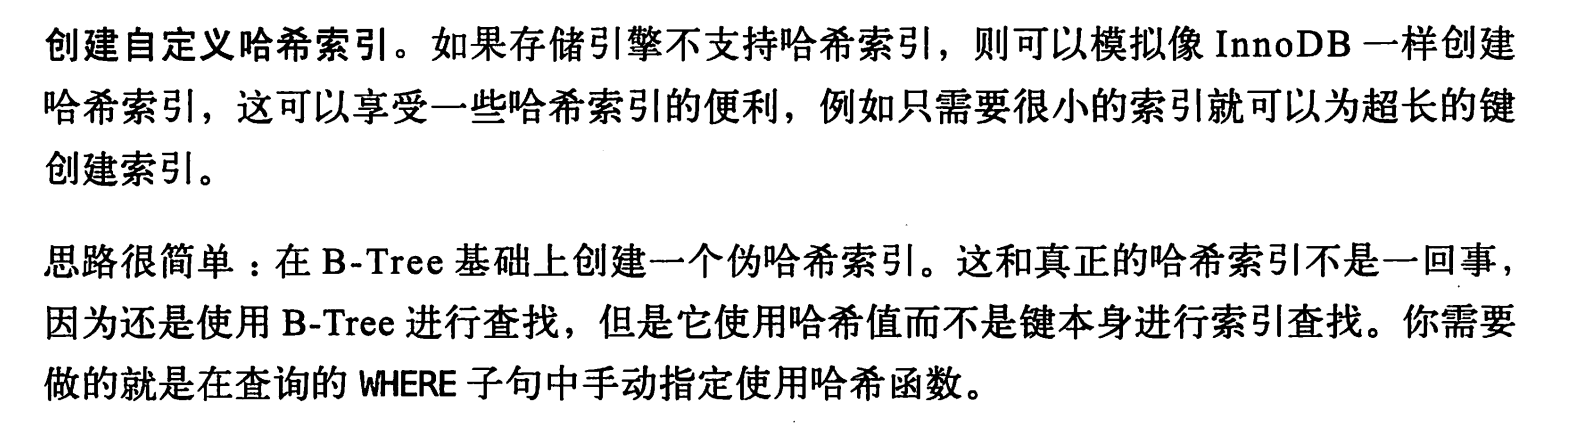 创建自定义哈希索引。如果存储引擎不支持哈希索引，则可以模拟像 InnoDB 一样创建
哈希索引，这可以享受一些哈希索引的便利，例如只需要很小的索引就可以为超长的键
创建索引。
思路很简单：在 B-Tree 基础上创建一个伪哈希索引。这和真正的哈希索引不是一回事，
因为还是使用 B-Tree 进行查找，但是它使用哈希值而不是键本身进行索引查找。你需要
做的就是在查询的 WHERE 子句中手动指定使用哈希函数。